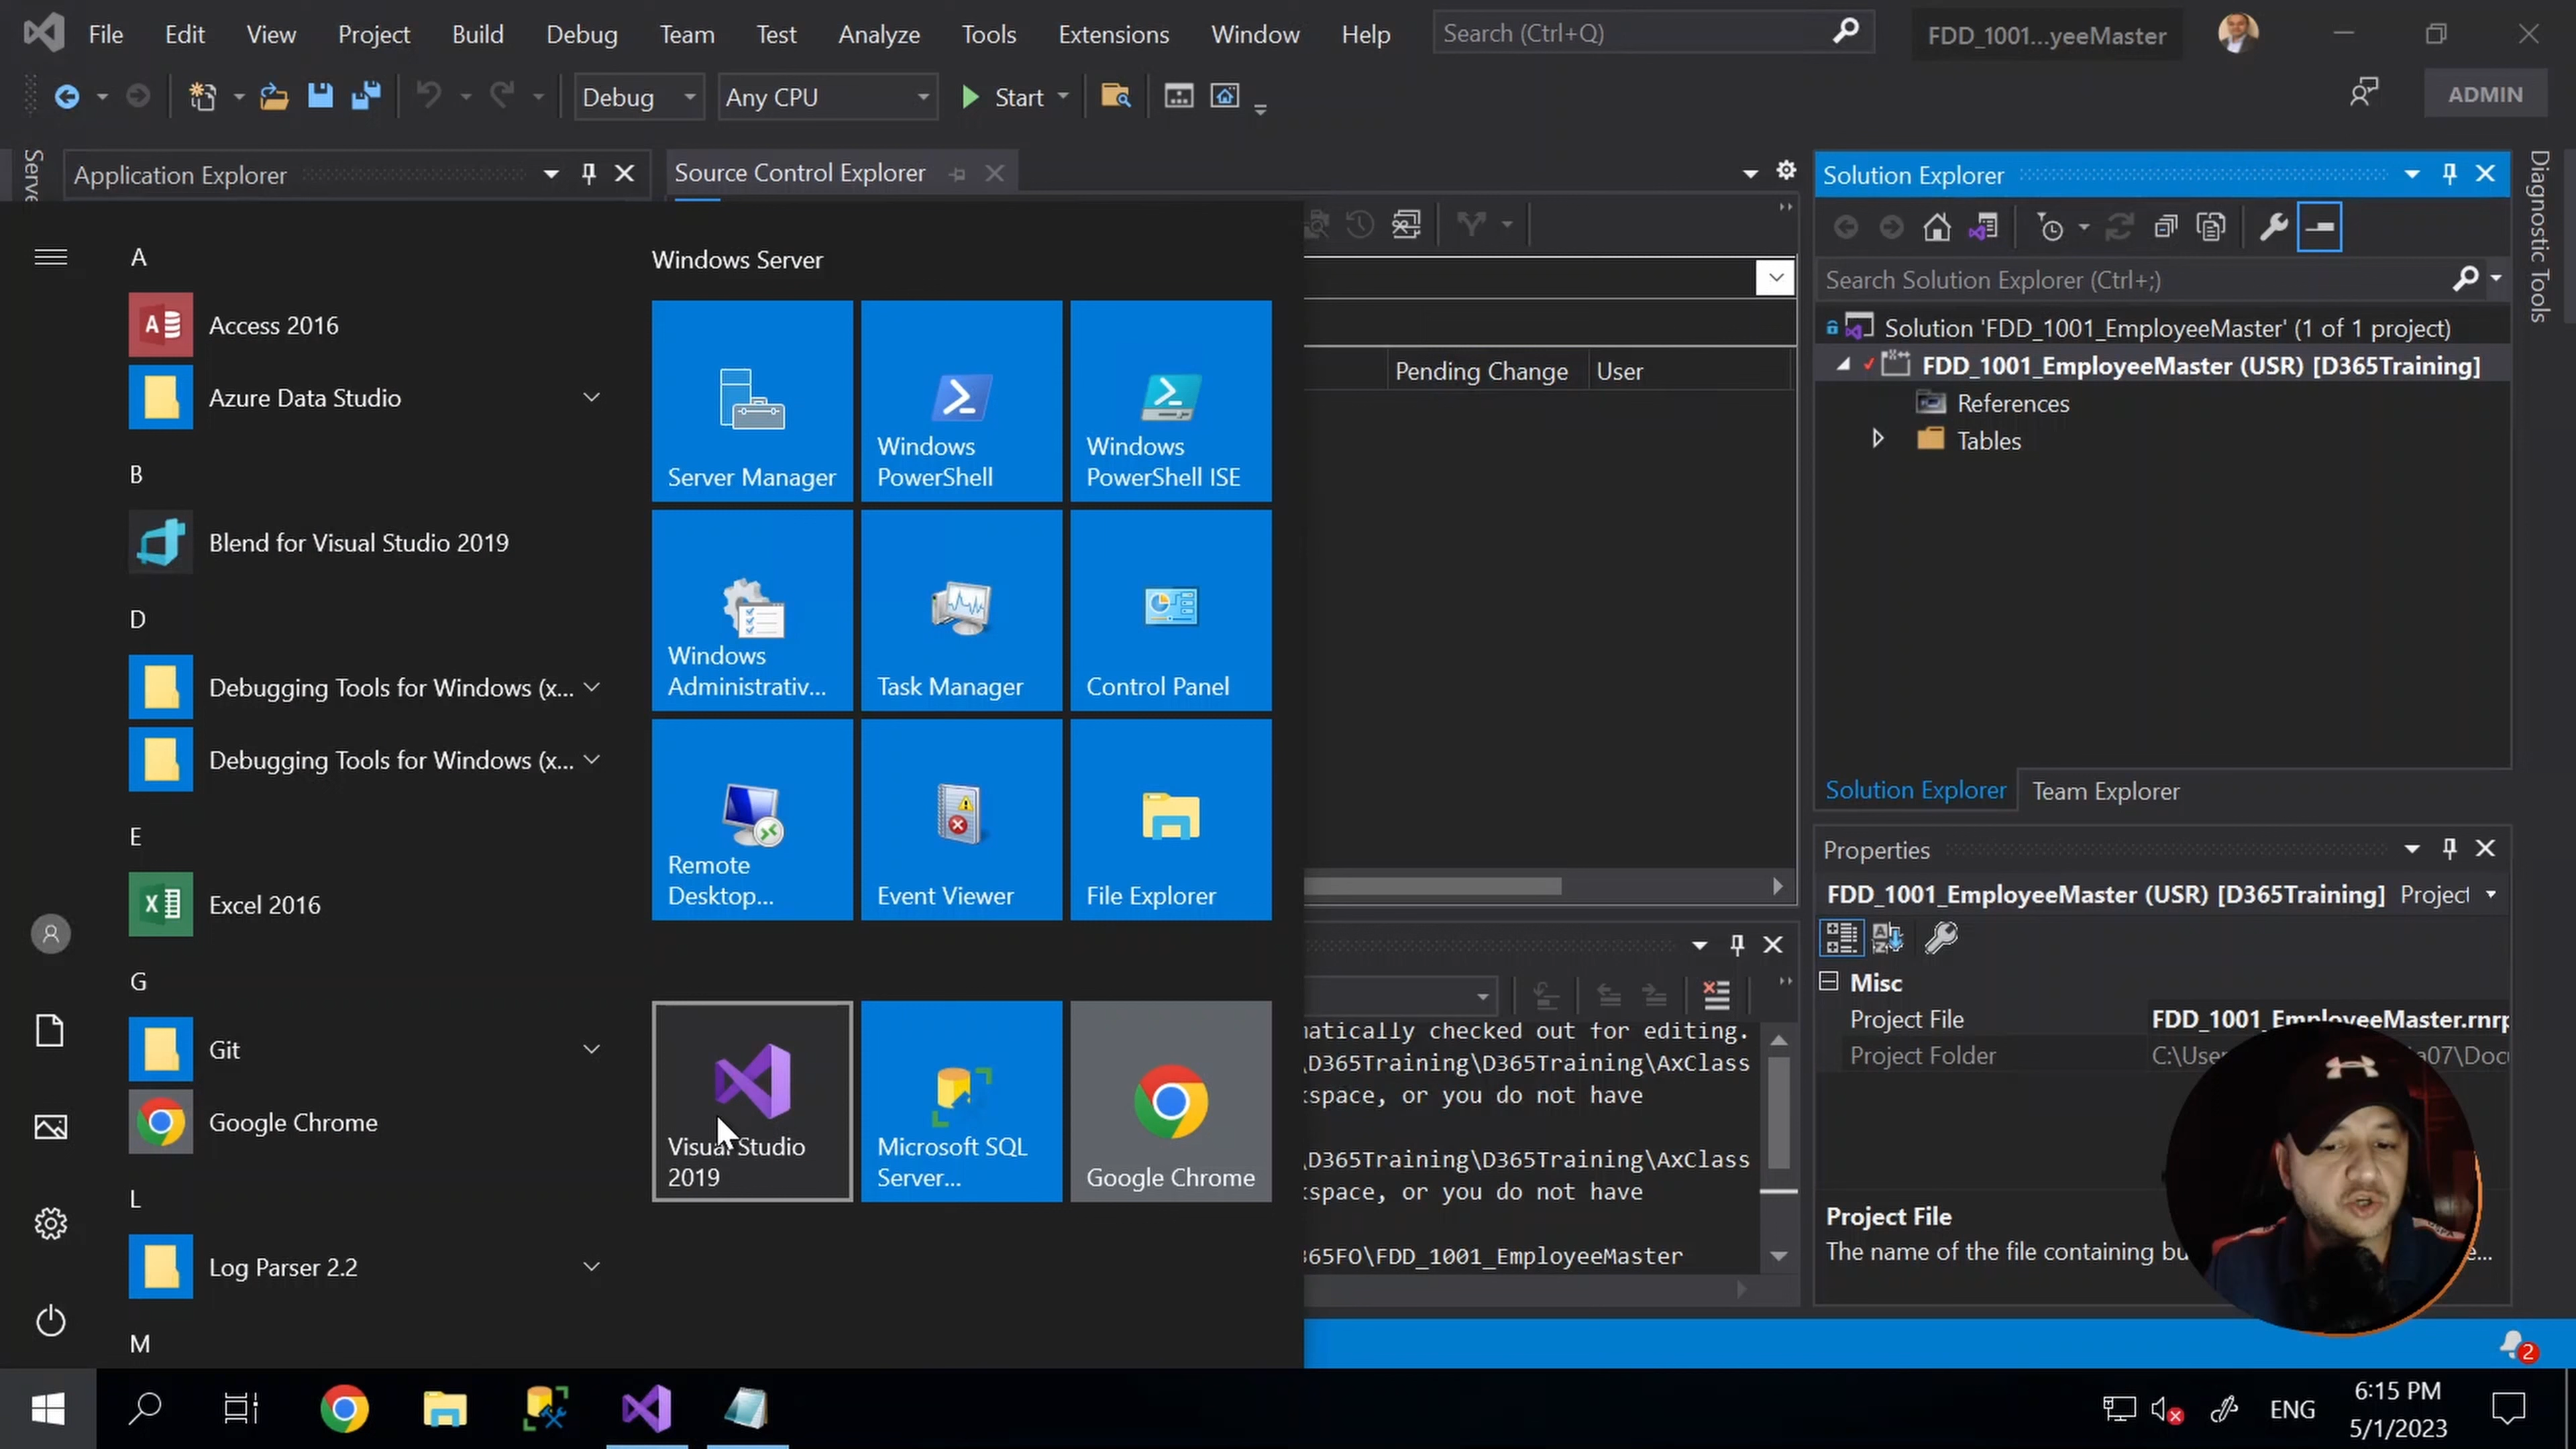 File Edit View Project Build Debug Team Test Analyze Tools Extensions Window Help Search (Ctrl+Q) FDD_1001...yeeMaster
Debug Any CPU Start ADMIN
Application Explorer
Source Control Explorer
Solution Explorer
Diagnostic Tools
A
Access 2016
Azure Data Studio
B
Blend for Visual Studio 2019
D
Debugging Tools for Windows (x...
Debugging Tools for Windows (x...
E
Excel 2016
G
Git
Google Chrome
L
Log Parser 2.2
M
Windows Server
Server Manager
Windows
PowerShell
Windows
PowerShell ISE
Windows
Administrativ...
Task Manager
Control Panel
Remote
Desktop...
Event Viewer
File Explorer
Visual Studio
2019
Microsoft SQL
Server...
Google Chrome
Pending Change User
matically checked out for editing.
\D365Training\D365Training\AxClass
kspace, or you do not have
\D365Training\D365Training\AxClass
kspace, or you do not have
365FO\FDD_1001_EmployeeMaster
Search Solution Explorer (Ctrl+;)
Solution 'FDD_1001_EmployeeMaster' (1 of 1 project)
FDD_1001_EmployeeMaster (USR) [D365Training]
References
Tables
Solution Explorer Team Explorer
Properties
FDD_1001_EmployeeMaster (USR) [D365Training] Project
Misc
Project File FDD_1001_EmployeeMaster.rnrp
Project Folder
Project File
The name of the file containing
2
ENG
6:15 PM
5/1/2023